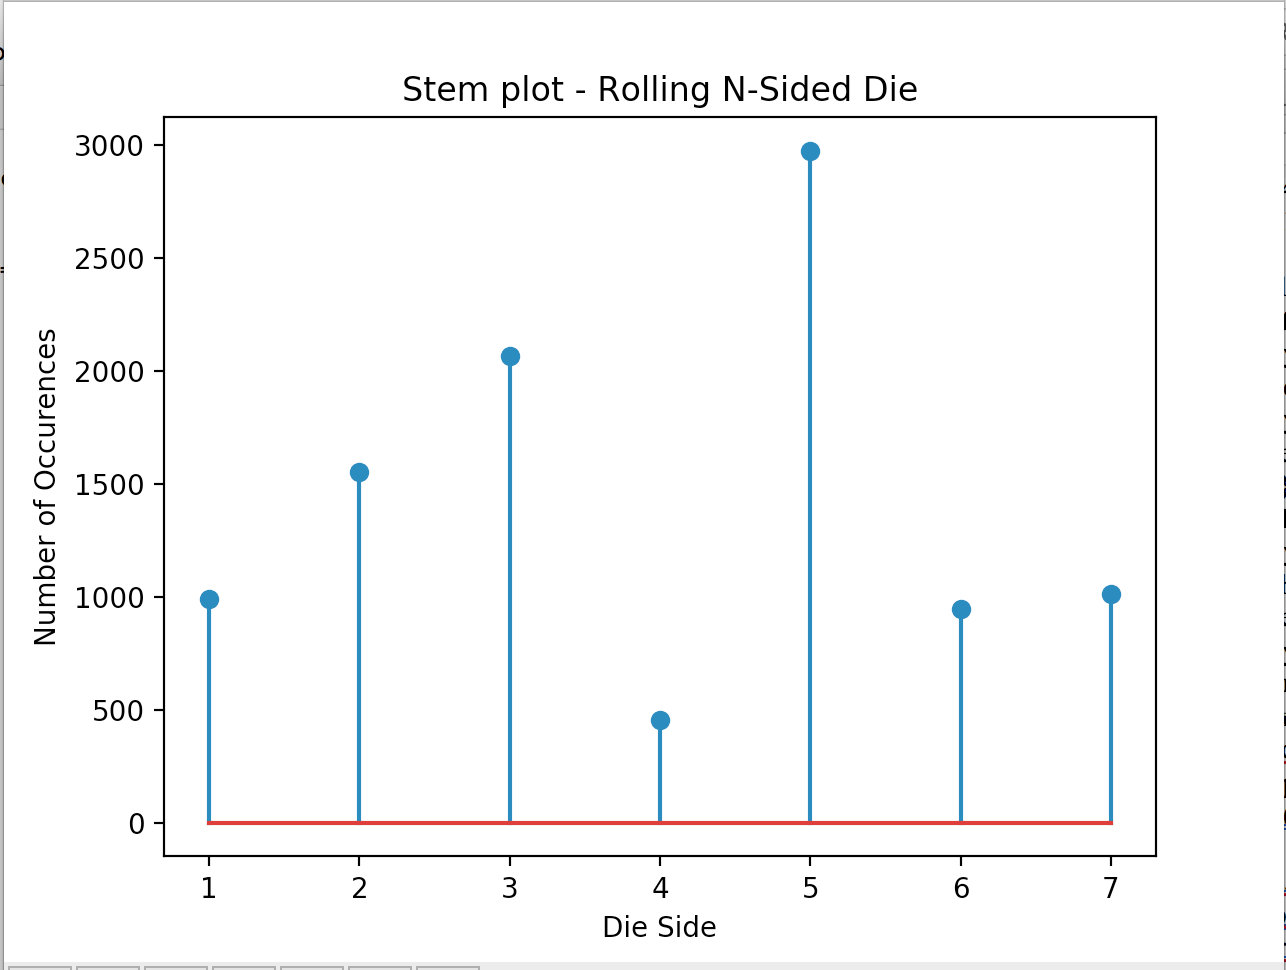 Stem plot - Rolling N-Sided Die
3000
2500
2000
1500
1000
500
0
Number of Occurences
1 2 3 4 5 6 7
Die Side